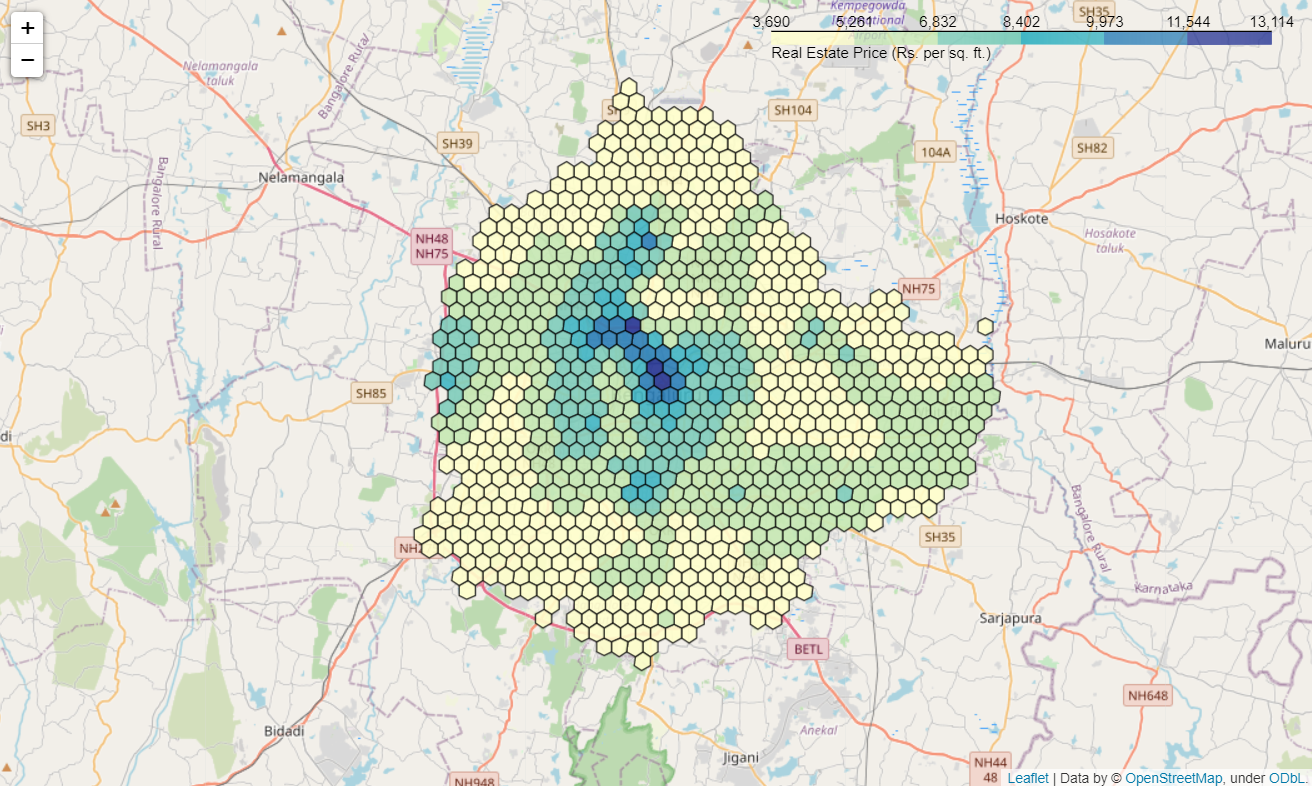 +
−
3,690 5,261 6,832 8,402 9,973 11,544 13,114
Real Estate Price (Rs. per sq. ft.)
Kempegowda
International
Airport
SH35
Nelamangala
taluk
Bangalore Rural
SH3
SH39
SH104
104A
SH82
Nelamangala
Bangalore Rural
NH48
NH75
Hoskote
Hosakote
taluk
NH75
Maluru
SH85
di
SH35
Bangalore Rural
Karnataka
Sarjapura
BETL
NH648
Bidadi
Anekal
Jigani
NH44
48
NH948
Leaflet | Data by © OpenStreetMap, under ODbL.